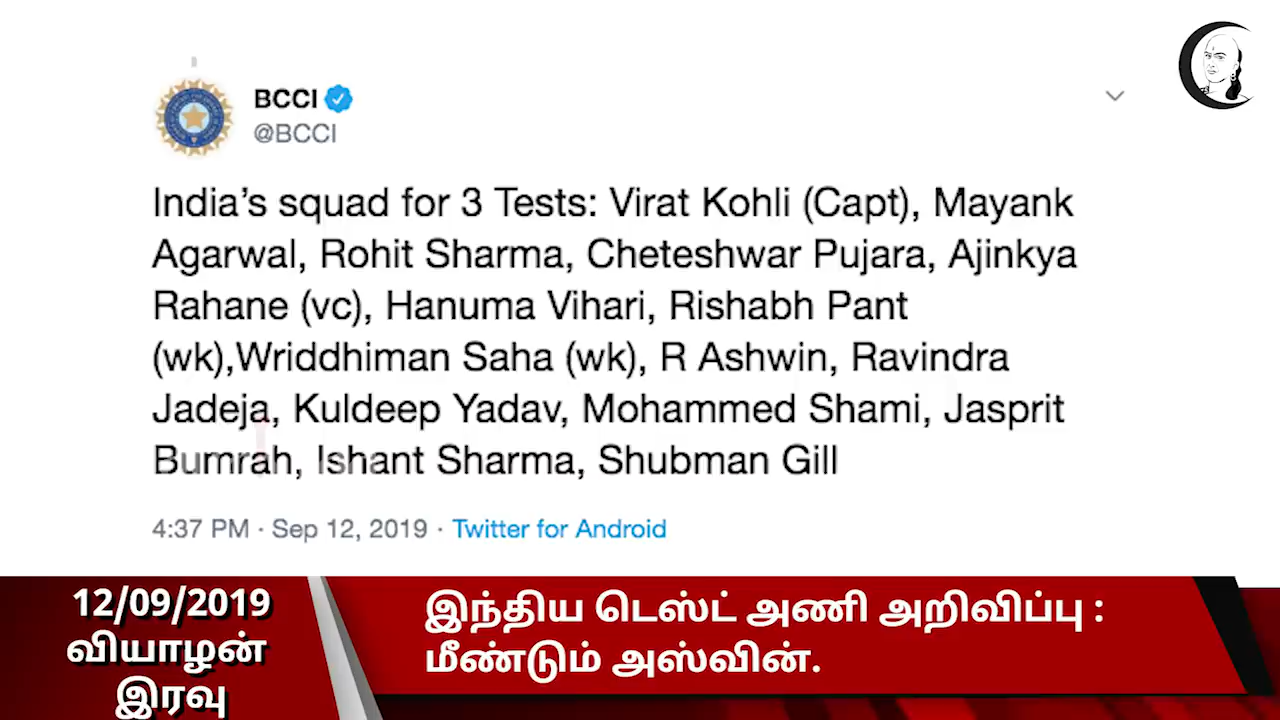 BCCI
@BCCI
India’s squad for 3 Tests: Virat Kohli (Capt), Mayank
Agarwal, Rohit Sharma, Cheteshwar Pujara, Ajinkya
Rahane (vc), Hanuma Vihari, Rishabh Pant
(wk),Wriddhiman Saha (wk), R Ashwin, Ravindra
Jadeja, Kuldeep Yadav, Mohammed Shami, Jasprit
Bumrah, Ishant Sharma, Shubman Gill
4:37 PM · Sep 12, 2019 · Twitter for Android
12/09/2019
வியாழன்
இரவு
இந்திய டெஸ்ட் அணி அறிவிப்பு :
மீண்டும் அஸ்வின்.